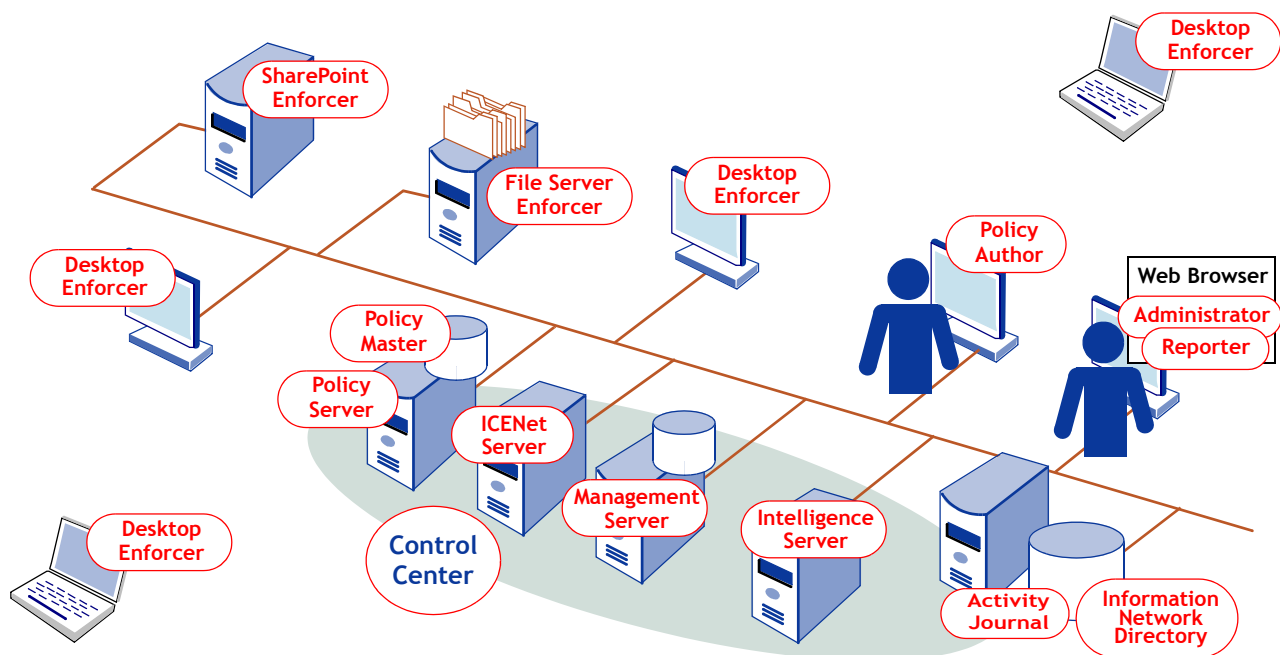 Desktop
Enforcer
SharePoint
Enforcer
File Server
Enforcer
Desktop
Enforcer
Policy
Author
Web Browser
Administrator
Reporter
Desktop
Enforcer
Policy
Master
Policy
Server
ICENet
Server
Management
Server
Intelligence
Server
Control
Center
Desktop
Enforcer
Activity
Journal
Information
Network
Directory